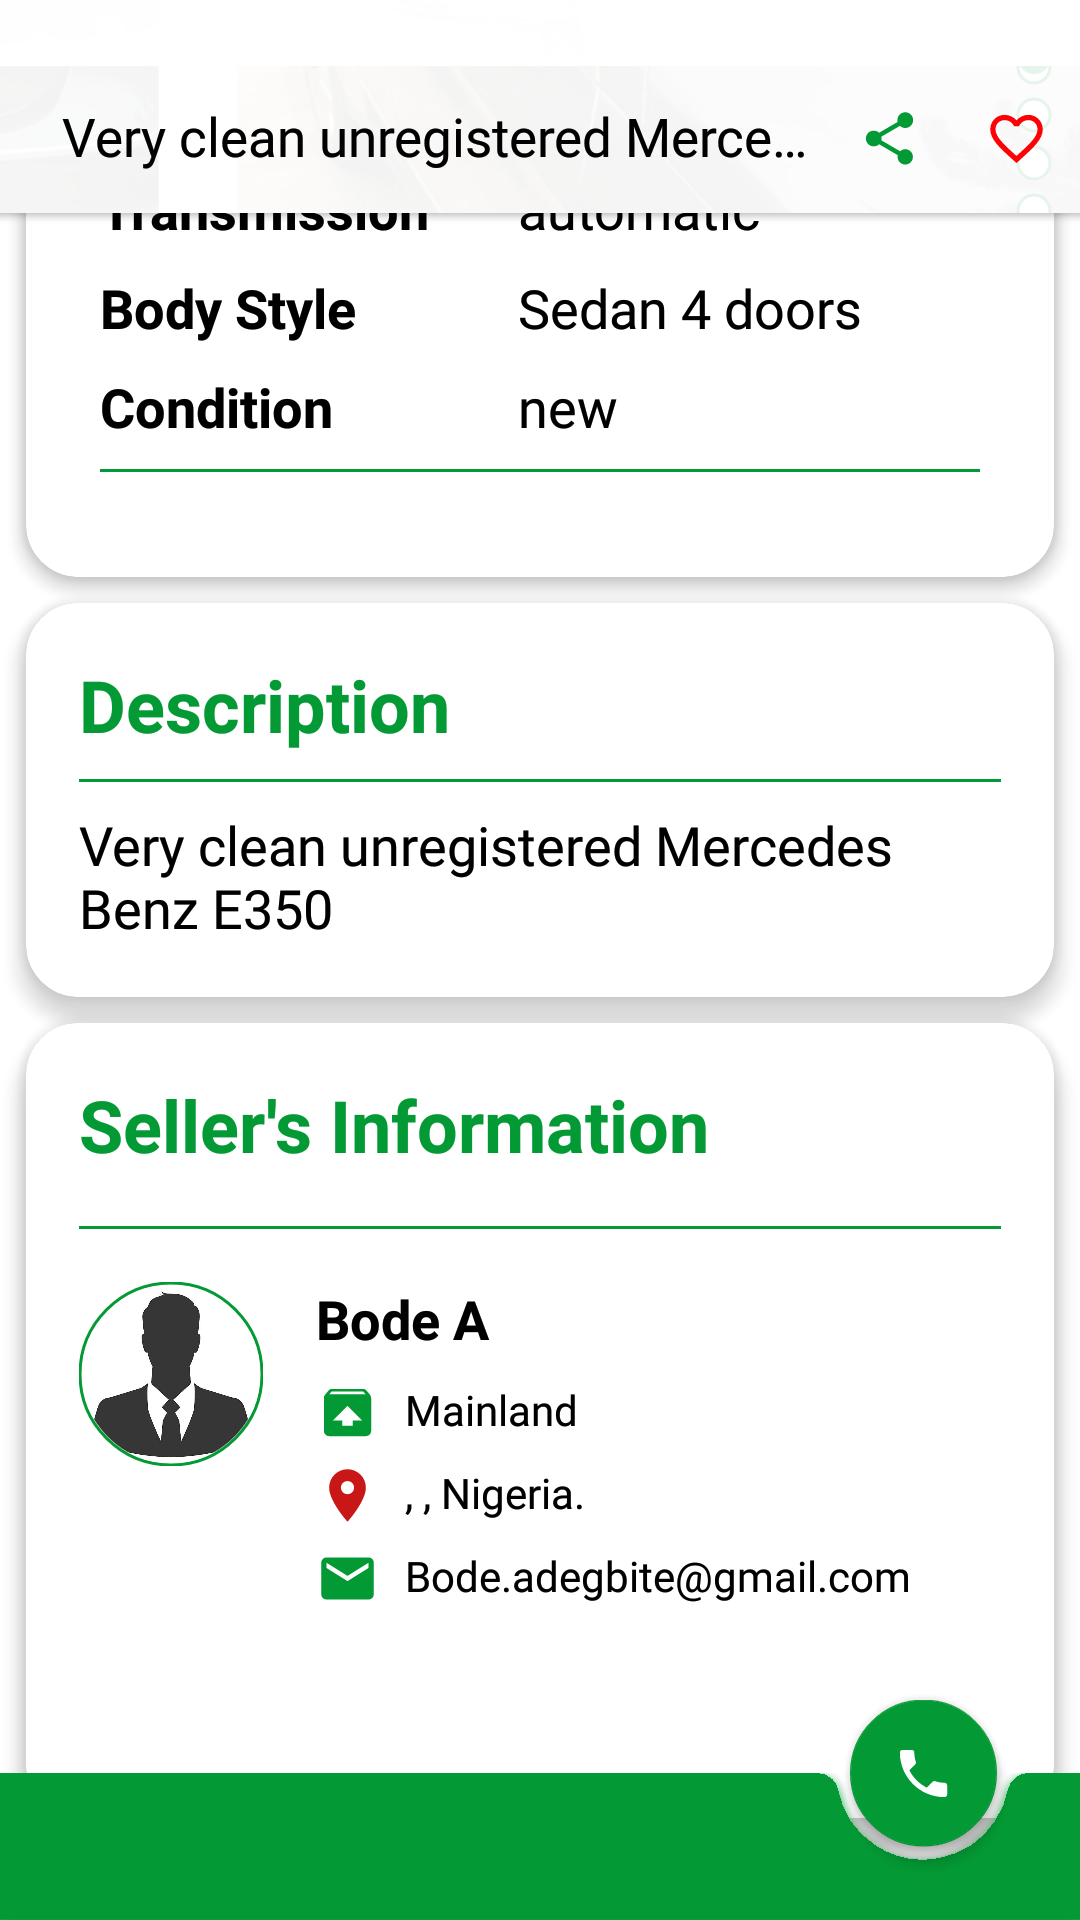 Very clean unregistered Merce...
Transmission automatic
Body Style Sedan 4 doors
Condition new
Description
Very clean unregistered Mercedes
Benz E350
Seller's Information
Bode A
Mainland
, , Nigeria.
Bode.adegbite@gmail.com